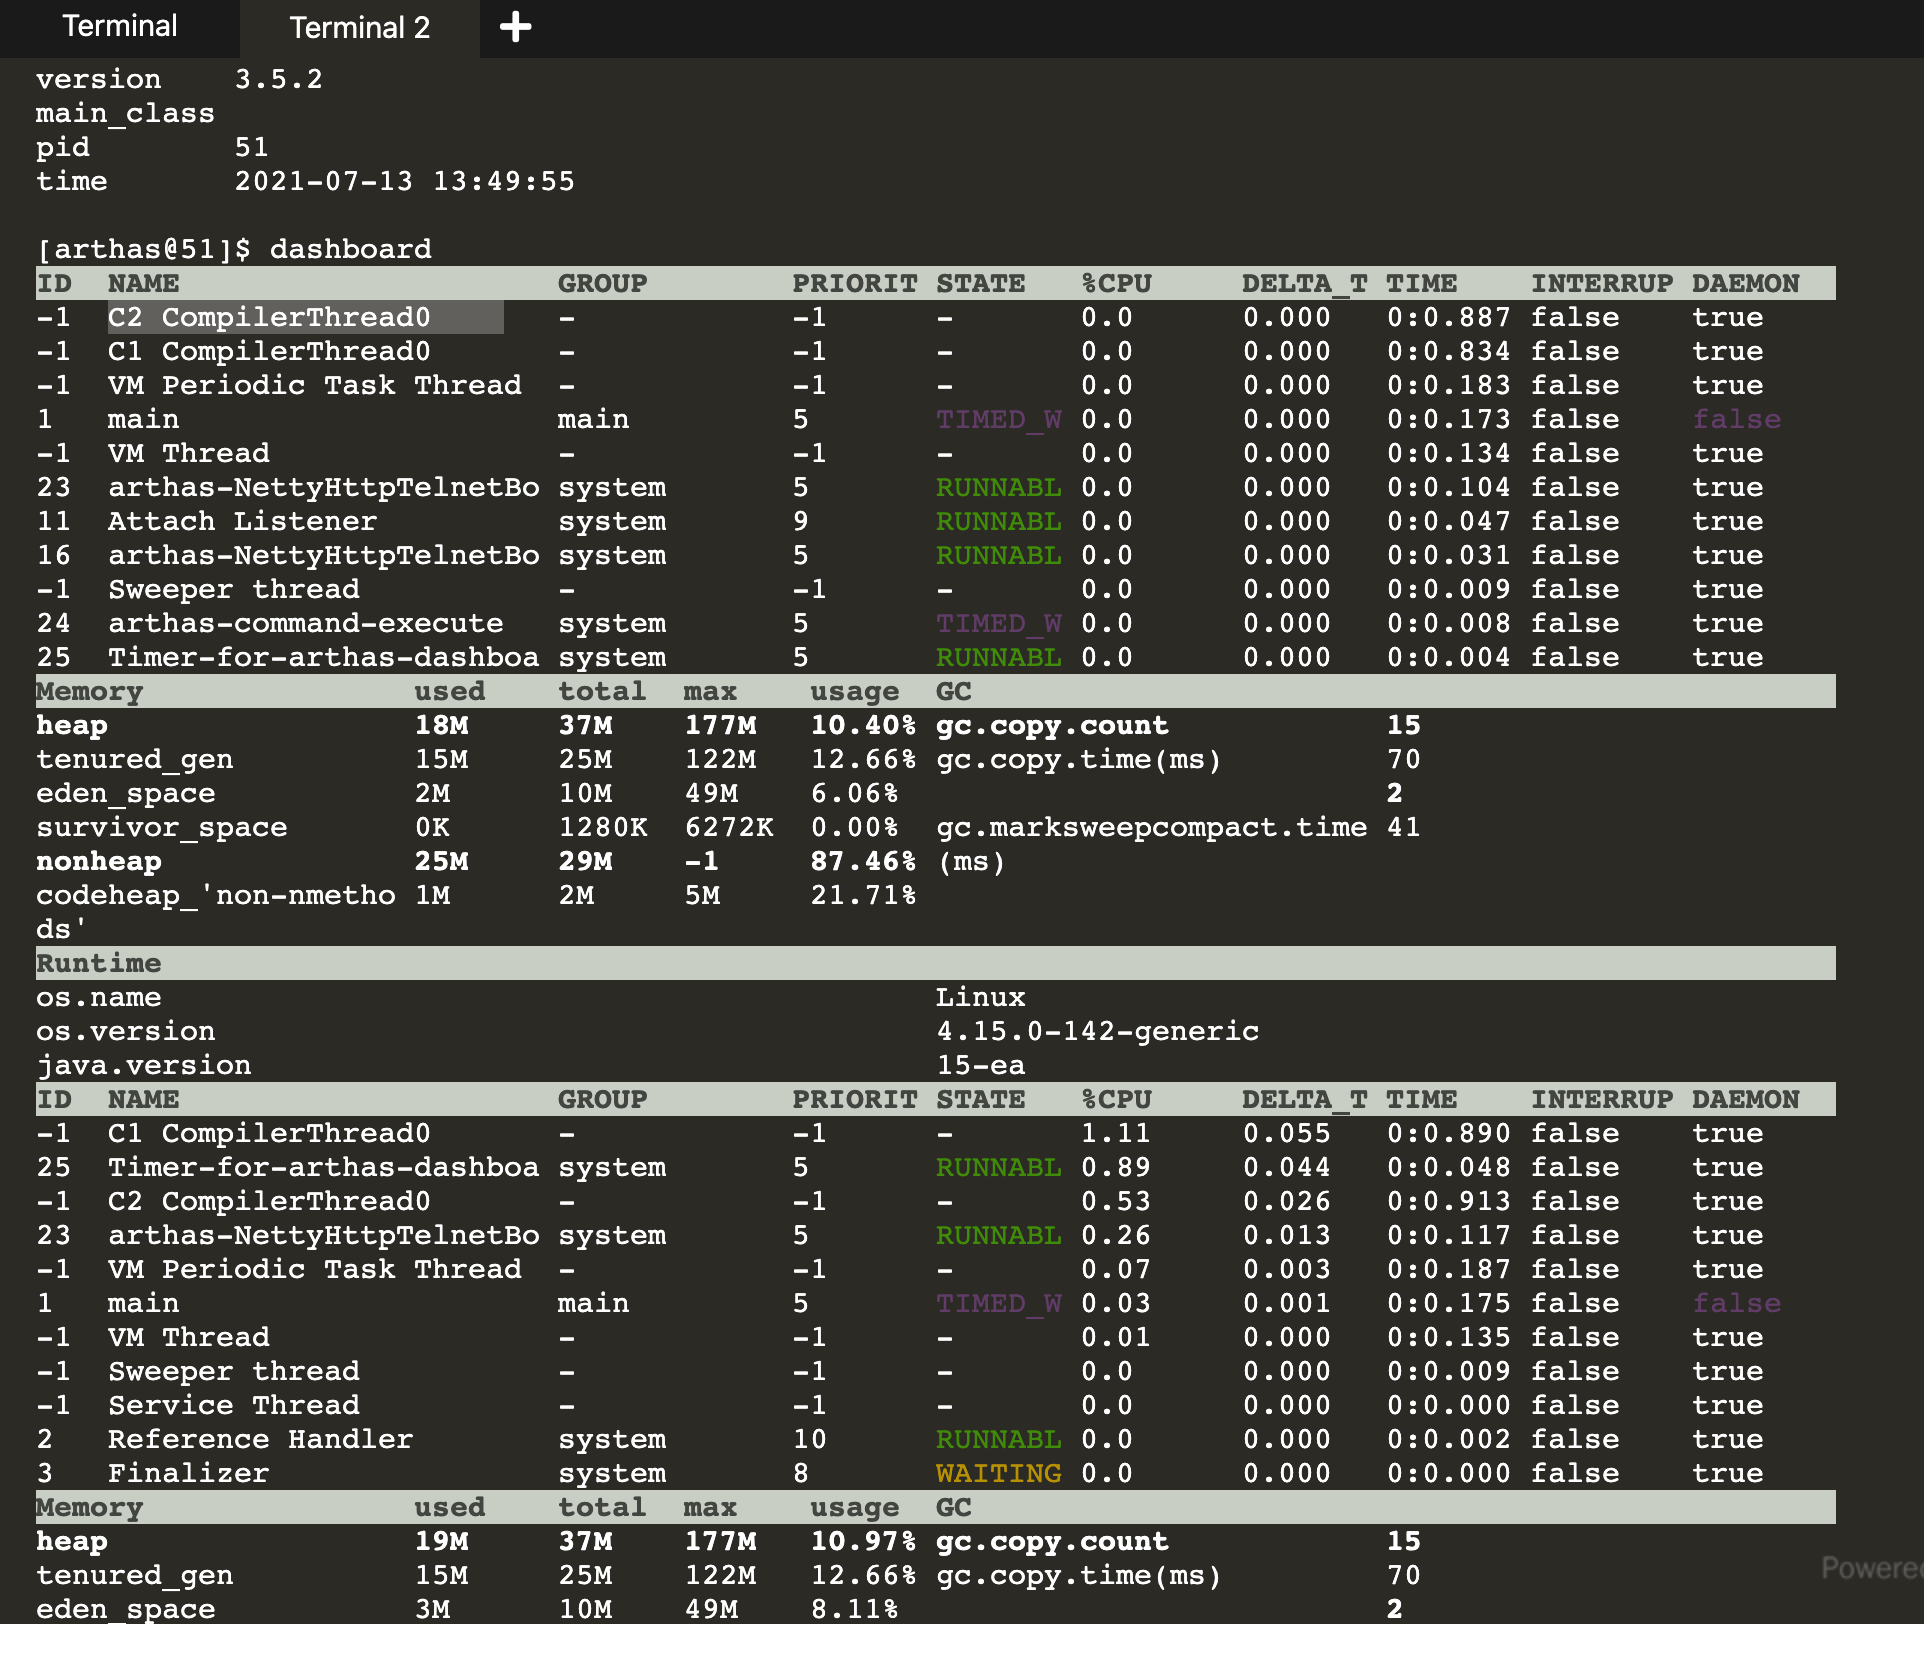 Terminal Terminal 2 +
version 3.5.2
main_class
pid 51
time 2021-07-13 13:49:55
[arthas@51]$ dashboard
ID NAME GROUP PRIORIT STATE %CPU DELTA_T TIME INTERRUP DAEMON
-1 C2 CompilerThread0 - -1 - 0.0 0.000 0:0.887 false true
-1 C1 CompilerThread0 - -1 - 0.0 0.000 0:0.834 false true
-1 VM Periodic Task Thread - -1 - 0.0 0.000 0:0.183 false true
1 main main 5 TIMED_W 0.0 0.000 0:0.173 false false
-1 VM Thread - -1 - 0.0 0.000 0:0.134 false true
23 arthas-NettyHttpTelnetBo system 5 RUNNABL 0.0 0.000 0:0.104 false true
11 Attach Listener system 9 RUNNABL 0.0 0.000 0:0.047 false true
16 arthas-NettyHttpTelnetBo system 5 RUNNABL 0.0 0.000 0:0.031 false true
-1 Sweeper thread - -1 - 0.0 0.000 0:0.009 false true
24 arthas-command-execute system 5 TIMED_W 0.0 0.000 0:0.008 false true
25 Timer-for-arthas-dashboa system 5 RUNNABL 0.0 0.000 0:0.004 false true
Memory used total max usage GC
heap 18M 37M 177M 10.40% gc.copy.count 15
tenured_gen 15M 25M 122M 12.66% gc.copy.time(ms) 70
eden_space 2M 10M 49M 6.06% 2
survivor_space 0K 1280K 6272K 0.00% gc.marksweepcompact.time 41
nonheap 25M 29M -1 87.46% (ms)
codeheap_'non-nmetho 1M 2M 5M 21.71%
ds'
Runtime
os.name Linux
os.version 4.15.0-142-generic
java.version 15-ea
ID NAME GROUP PRIORIT STATE %CPU DELTA_T TIME INTERRUP DAEMON
-1 C1 CompilerThread0 - -1 - 1.11 0.055 0:0.890 false true
25 Timer-for-arthas-dashboa system 5 RUNNABL 0.89 0.044 0:0.048 false true
-1 C2 CompilerThread0 - -1 - 0.53 0.026 0:0.913 false true
23 arthas-NettyHttpTelnetBo system 5 RUNNABL 0.26 0.013 0:0.117 false true
-1 VM Periodic Task Thread - -1 - 0.07 0.003 0:0.187 false true
1 main main 5 TIMED_W 0.03 0.001 0:0.175 false false
-1 VM Thread - -1 - 0.01 0.000 0:0.135 false true
-1 Sweeper thread - -1 - 0.0 0.000 0:0.009 false true
-1 Service Thread - -1 - 0.0 0.000 0:0.000 false true
2 Reference Handler system 10 RUNNABL 0.0 0.000 0:0.002 false true
3 Finalizer system 8 WAITING 0.0 0.000 0:0.000 false true
Memory used total max usage GC
heap 19M 37M 177M 10.97% gc.copy.count 15
tenured_gen 15M 25M 122M 12.66% gc.copy.time(ms) 70
Powered
eden_space 3M 10M 49M 8.11% 2